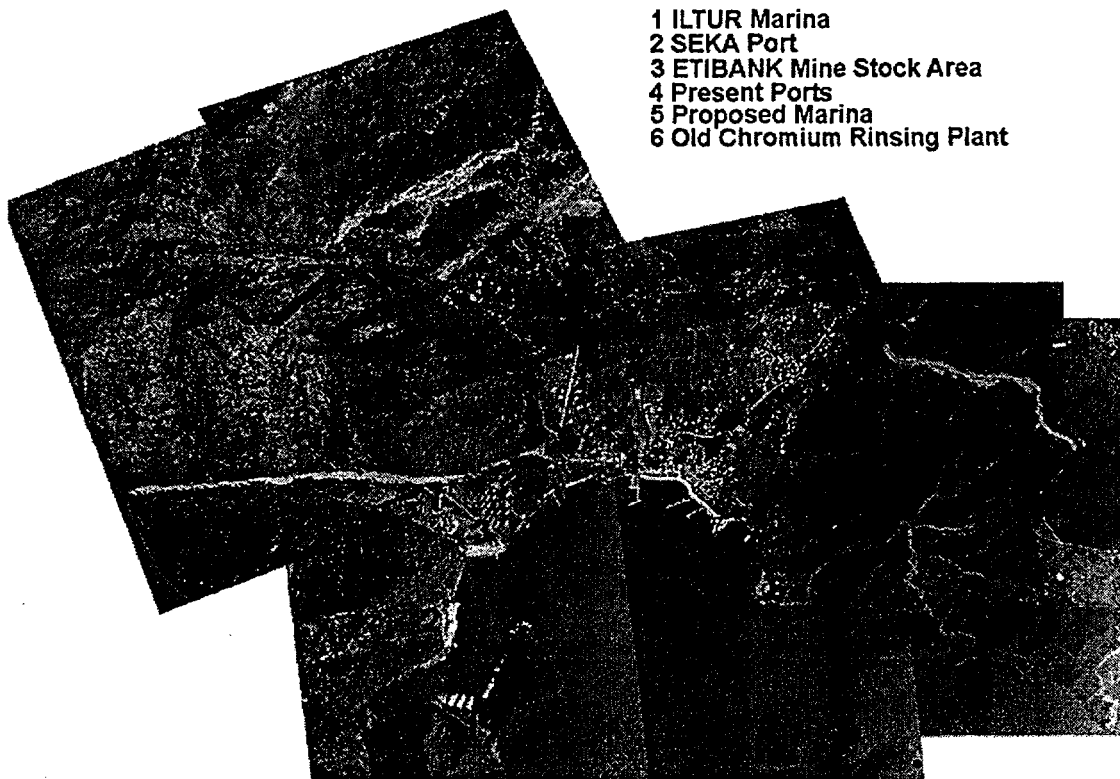 1 ILTUR Marina
2 SEKA Port
3 ETIBANK Mine Stock Area
4 Present Ports
5 Proposed Marina
6 Old Chromium Rinsing Plant